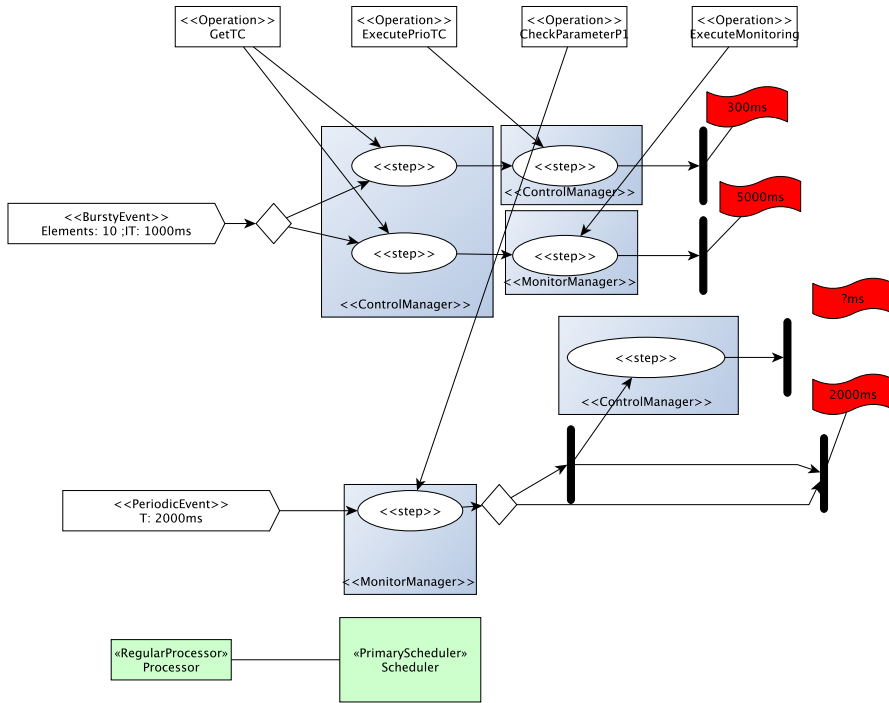 <<Operation>>
GetTC
<<Operation>>
ExecutePrioTC
<<Operation>>
CheckParameterP1
<<Operation>>
ExecuteMonitoring
300ms
<<step>>
<<step>>
<<ControlManager>>
5000ms
<<BurstyEvent>>
Elements: 10 ;IT: 1000ms
<<step>>
<<step>>
<<MonitorManager>>
<<ControlManager>>
?ms
<<step>>
<<ControlManager>>
2000ms
<<PeriodicEvent>>
T: 2000ms
<<step>>
<<MonitorManager>>
«RegularProcessor»
Processor
«PrimaryScheduler»
Scheduler